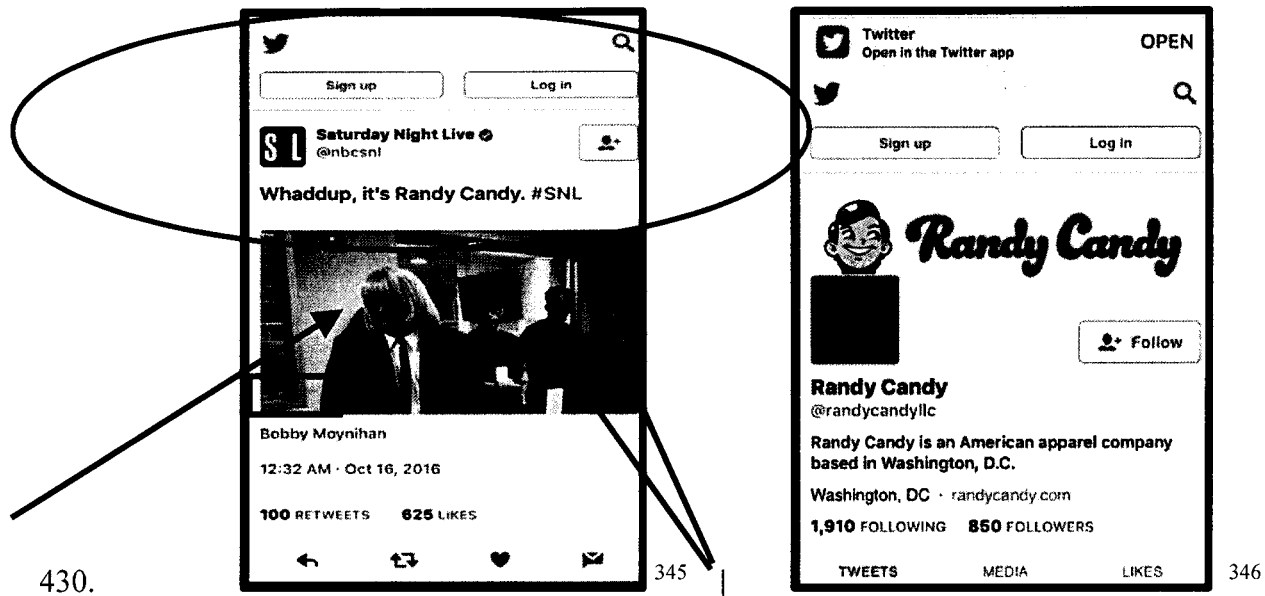 Sign up
Log in
S L
Saturday Night Live
@nbcsnl
Whaddup, it's Randy Candy. #SNL
Bobby Moynihan
12:32 AM · Oct 16, 2016
100 RETWEETS 625 LIKES
345
430.
Twitter
Open in the Twitter app
OPEN
Sign up
Log in
Randy Candy
Follow
Randy Candy
@randycandyllc
Randy Candy is an American apparel company
based in Washington, D.C.
Washington, DC · randycandy.com
1,910 FOLLOWING 850 FOLLOWERS
TWEETS MEDIA LIKES
346